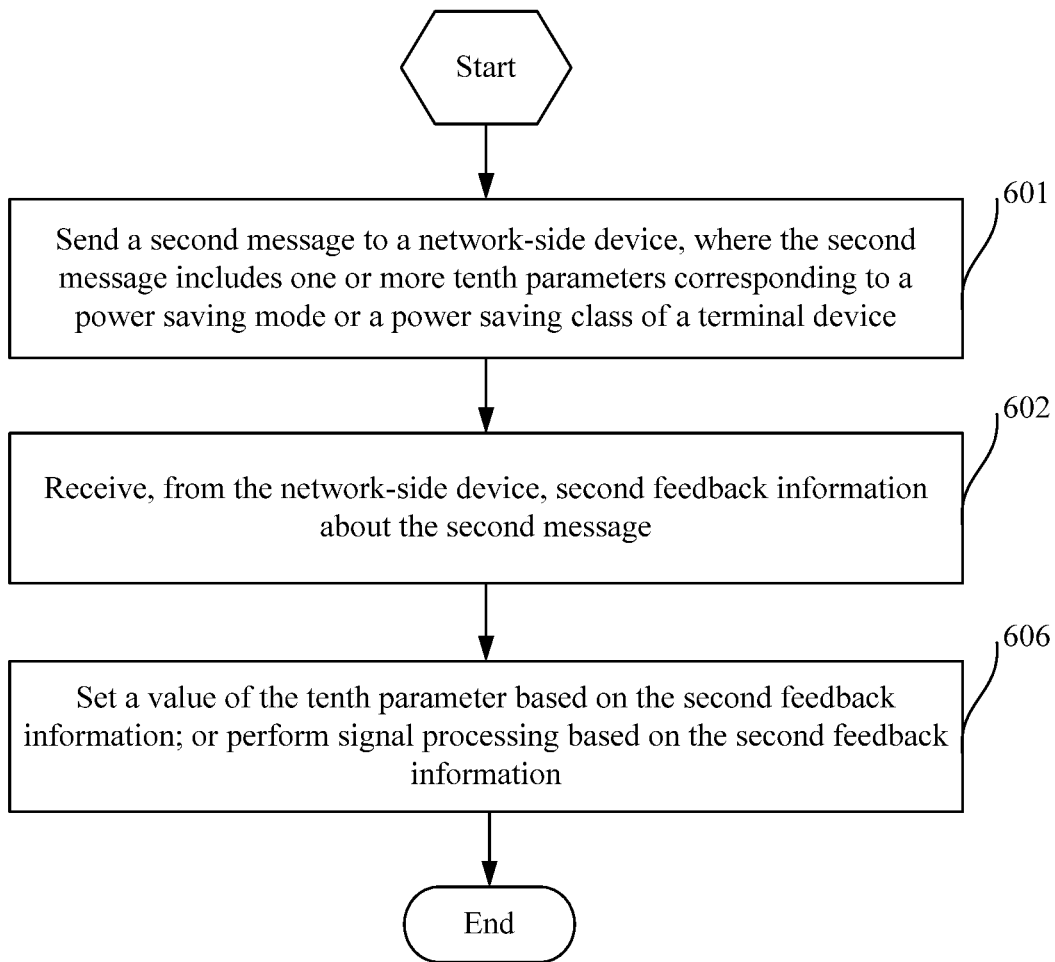 Start
601
Send a second message to a network-side device, where the second
message includes one or more tenth parameters corresponding to a
power saving mode or a power saving class of a terminal device
602
Receive, from the network-side device, second feedback information
about the second message
606
Set a value of the tenth parameter based on the second feedback
information; or perform signal processing based on the second feedback
information
End